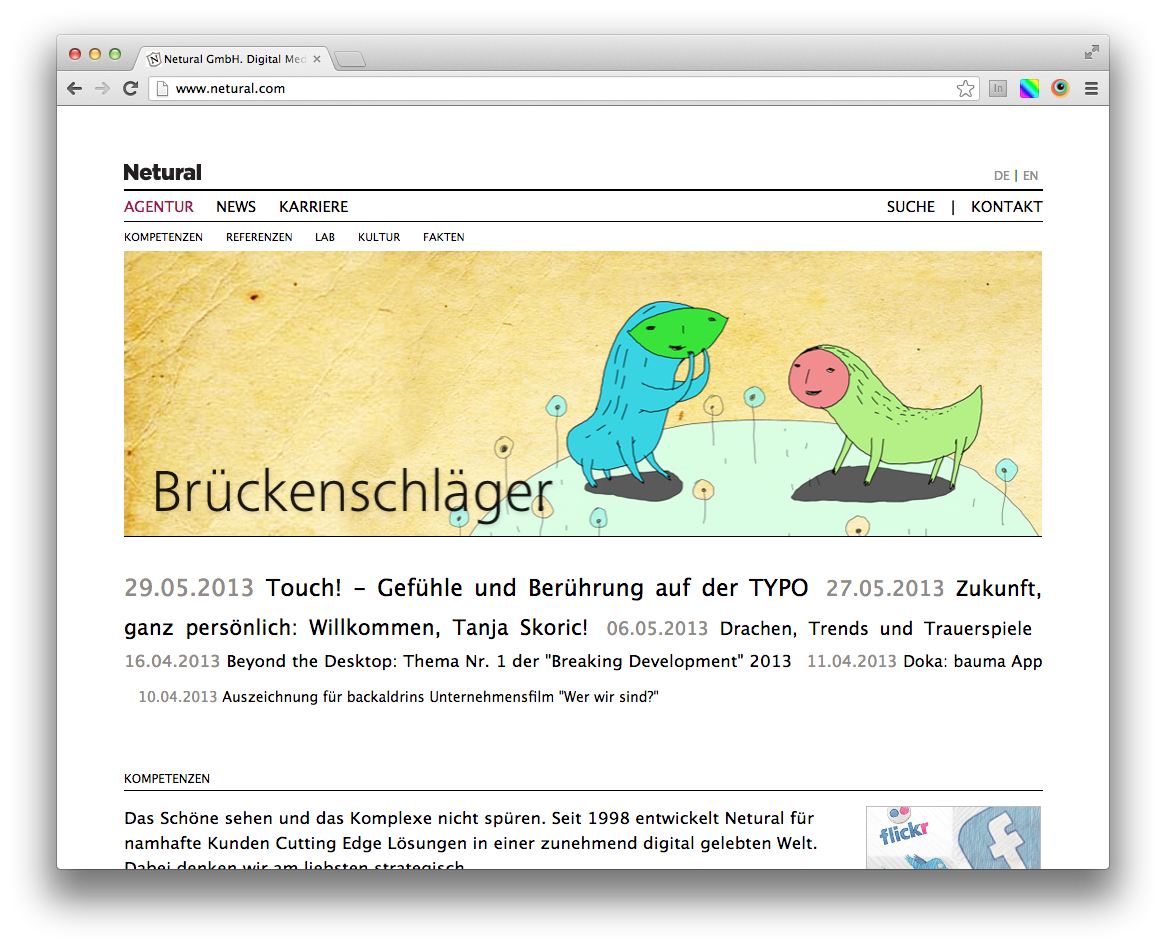 Netural GmbH. Digital Med
www.netural.com
In
Netural
DE | EN
AGENTUR NEWS KARRIERE SUCHE | KONTAKT
KOMPETENZEN REFERENZEN LAB KULTUR FAKTEN
Brückenschläger
29.05.2013 Touch! – Gefühle und Berührung auf der TYPO 27.05.2013 Zukunft,
ganz persönlich: Willkommen, Tanja Skoric! 06.05.2013 Drachen, Trends und Trauerspiele
16.04.2013 Beyond the Desktop: Thema Nr. 1 der "Breaking Development" 2013 11.04.2013 Doka: bauma App
10.04.2013 Auszeichnung für backaldrins Unternehmensfilm "Wer wir sind?"
KOMPETENZEN
Das Schöne sehen und das Komplexe nicht spüren. Seit 1998 entwickelt Netural für
namhafte Kunden Cutting Edge Lösungen in einer zunehmend digital gelebten Welt.
Dabei denken wir am liebsten strategisch
flickr
f